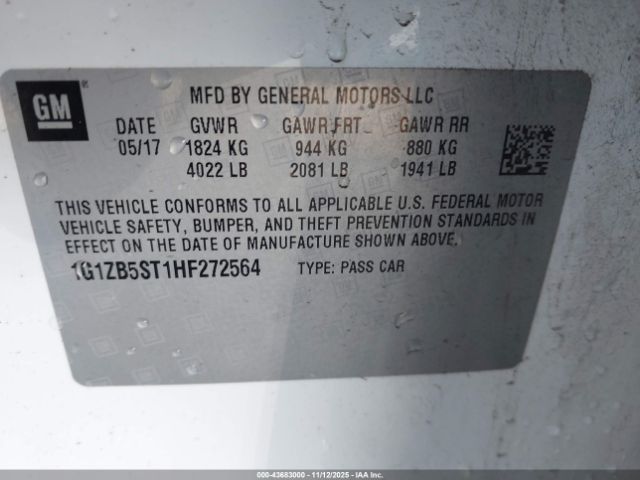 GM
MFD BY GENERAL MOTORS LLC
DATE GVWR GAWR FRT GAWR RR
05/17 1824 KG 944 KG 880 KG
4022 LB 2081 LB 1941 LB
THIS VEHICLE CONFORMS TO ALL APPLICABLE U.S. FEDERAL MOTOR
VEHICLE SAFETY, BUMPER, AND THEFT PREVENTION STANDARDS IN
EFFECT ON THE DATE OF MANUFACTURE SHOWN ABOVE.
1G1ZB5ST1HF272564 TYPE: PASS CAR
000-43683000 - 11/12/2025 - IAA Corp.